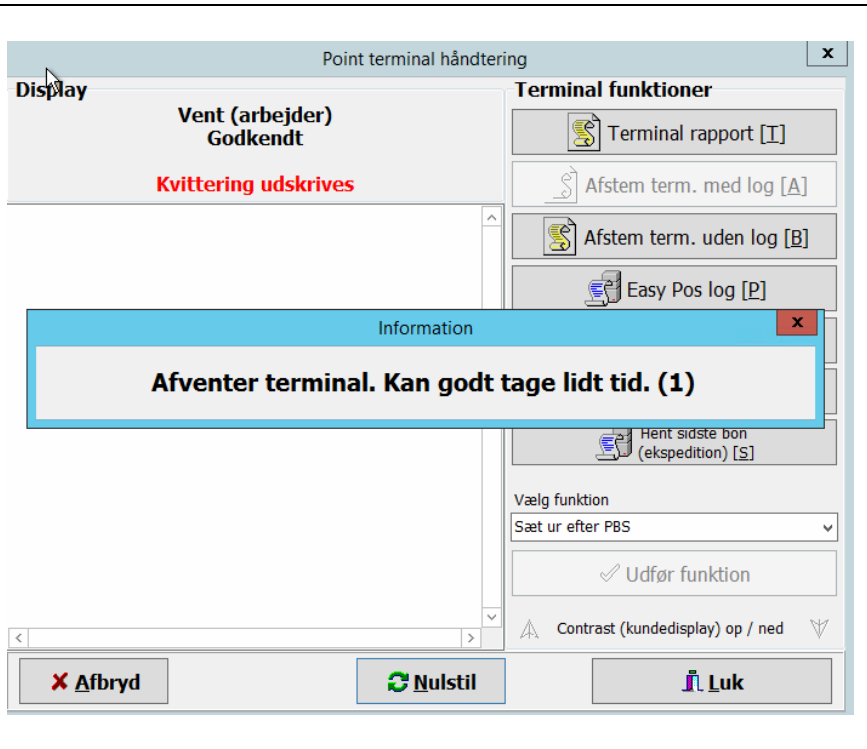 Point terminal håndtering
x
Display
Vent (arbejder)
Godkendt
Kvittering udskrives
Terminal funktioner
Terminal rapport [T]
Afstem term. med log [A]
Afstem term. uden log [B]
Easy Pos log [P]
Information
x
Afventer terminal. Kan godt tage lidt tid. (1)
Hent sidste bon
(ekspedition) [S]
Vælg funktion
Sæt ur efter PBS
Udfør funktion
Contrast (kundedisplay) op / ned
Afbryd
Nulstil
Luk